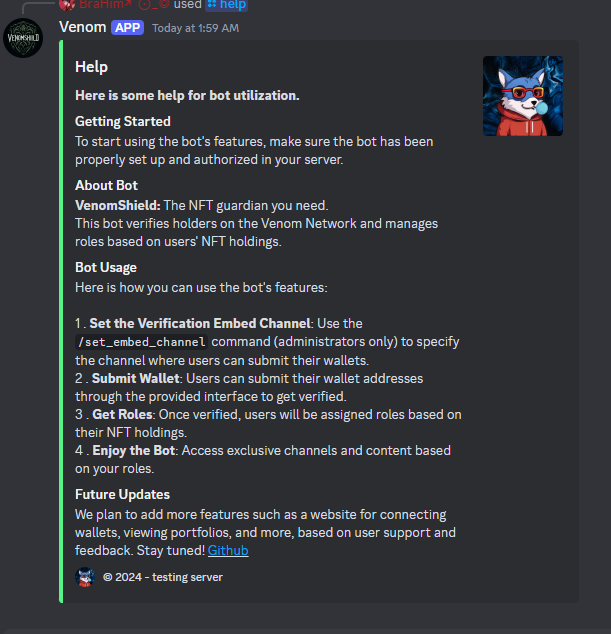 BraHim
used
help
VENOMSHILD
Venom APP Today at 1:59 AM
Help
Here is some help for bot utilization.
Getting Started
To start using the bot's features, make sure the bot has been
properly set up and authorized in your server.
About Bot
VenomShield: The NFT guardian you need.
This bot verifies holders on the Venom Network and manages
roles based on users' NFT holdings.
Bot Usage
Here is how you can use the bot's features:
1 . Set the Verification Embed Channel: Use the
/set_embed_channel command (administrators only) to specify
the channel where users can submit their wallets.
2 . Submit Wallet: Users can submit their wallet addresses
through the provided interface to get verified.
3 . Get Roles: Once verified, users will be assigned roles based on
their NFT holdings.
4 . Enjoy the Bot: Access exclusive channels and content based
on your roles.
Future Updates
We plan to add more features such as a website for connecting
wallets, viewing portfolios, and more, based on user support and
feedback. Stay tuned! Github
© 2024 - testing server